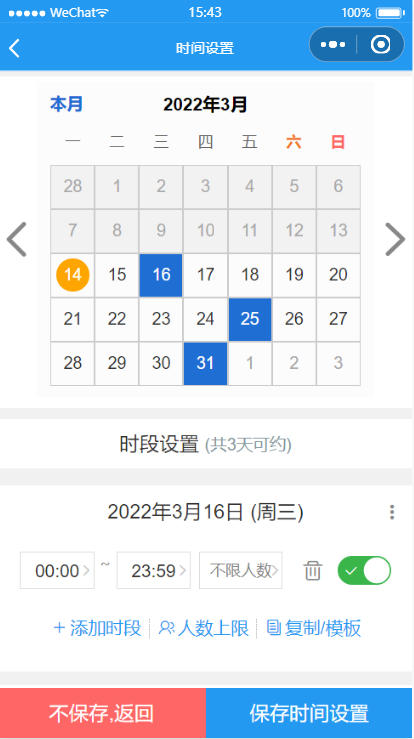 WeChat 15:43 100%
时间设置
本月 2022年3月
一 二 三 四 五 六 日
28 1 2 3 4 5 6
7 8 9 10 11 12 13
14 15 16 17 18 19 20
21 22 23 24 25 26 27
28 29 30 31 1 2 3
时段设置 (共3天可约)
2022年3月16日 (周三)
00:00 ~ 23:59 不限人数
+ 添加时段 人数上限 复制/模板
不保存,返回 保存时间设置